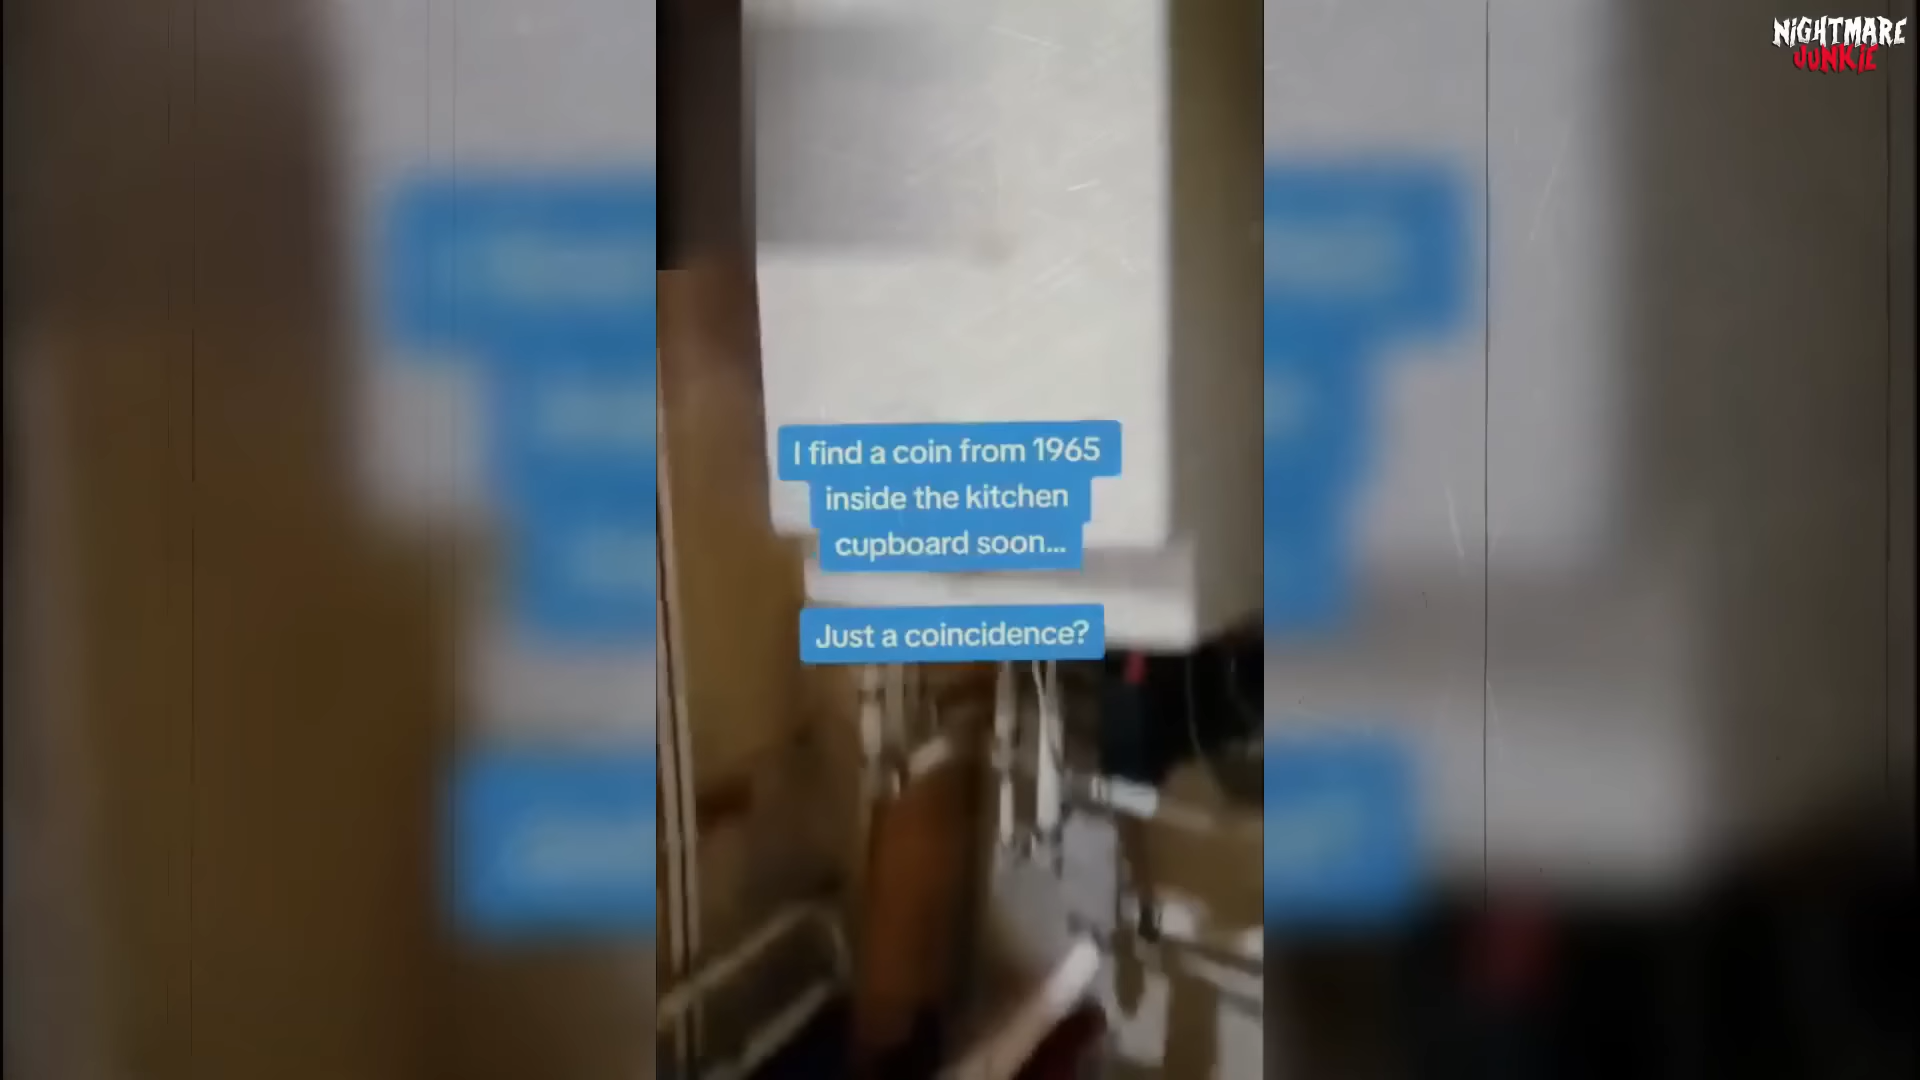 NIGHTMARE
JUNKIE
I find a coin from 1965
inside the kitchen
cupboard soon...
Just a coincidence?